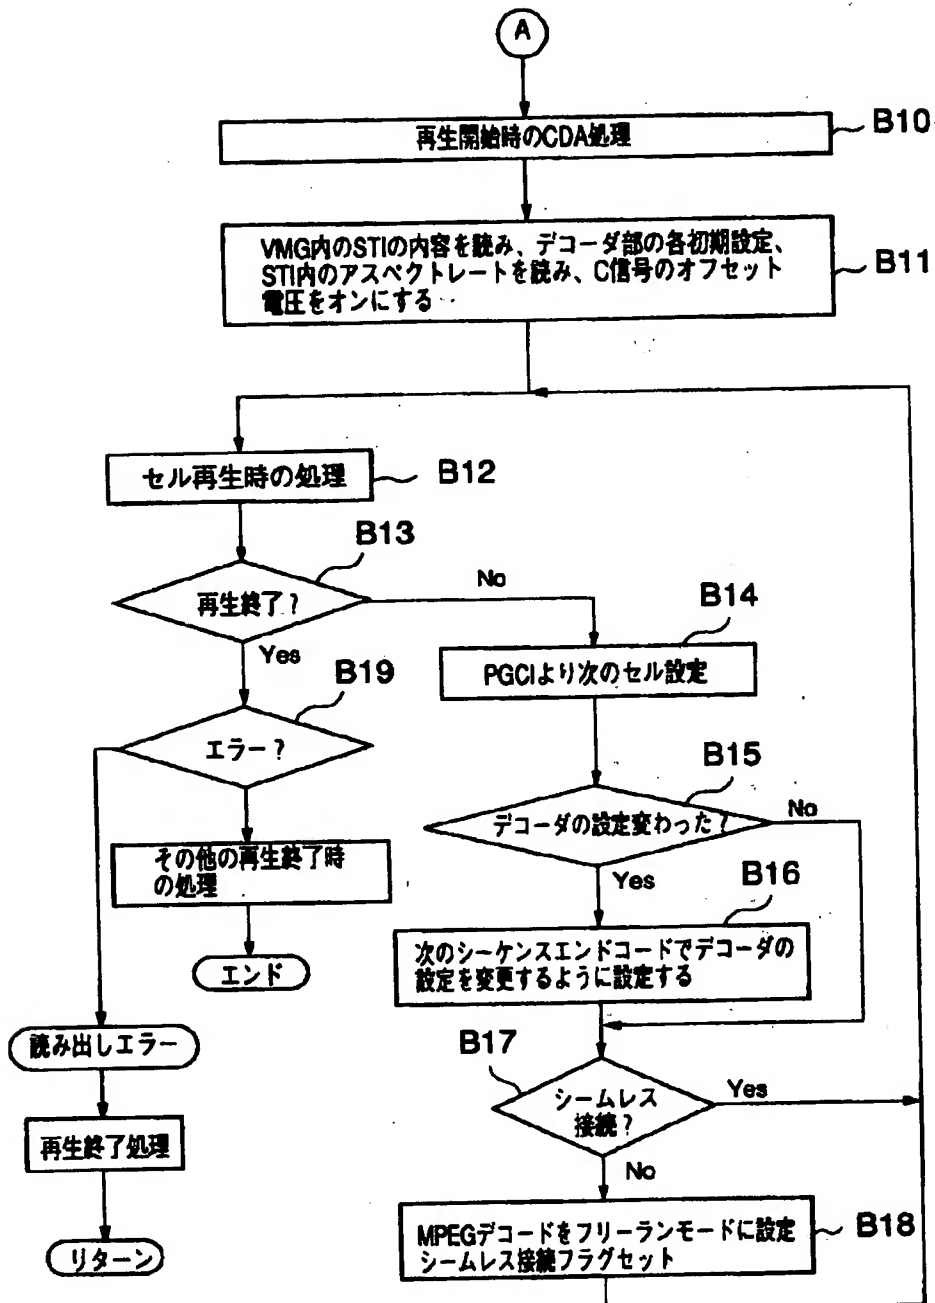 A
再生開始時のCDA処理
B10
VMG内のSTIの内容を読み、デコーダ部の各初期設定、
STI内のアスペクトレートを読み、C信号のオフセット
電圧をオンにする
B11
セル再生時の処理
B12
B13
再生終了?
No
Yes
B14
PGCIより次のセル設定
B19
エラー?
B15
デコーダの設定変わった?
No
Yes
その他の再生終了時
の処理
B16
次のシーケンスエンドコードでデコーダの
設定を変更するように設定する
エンド
読み出しエラー
B17
シームレス
接続?
Yes
No
再生終了処理
MPEGデコードをフリーランモードに設定
シームレス接続フラグセット
B18
リターン